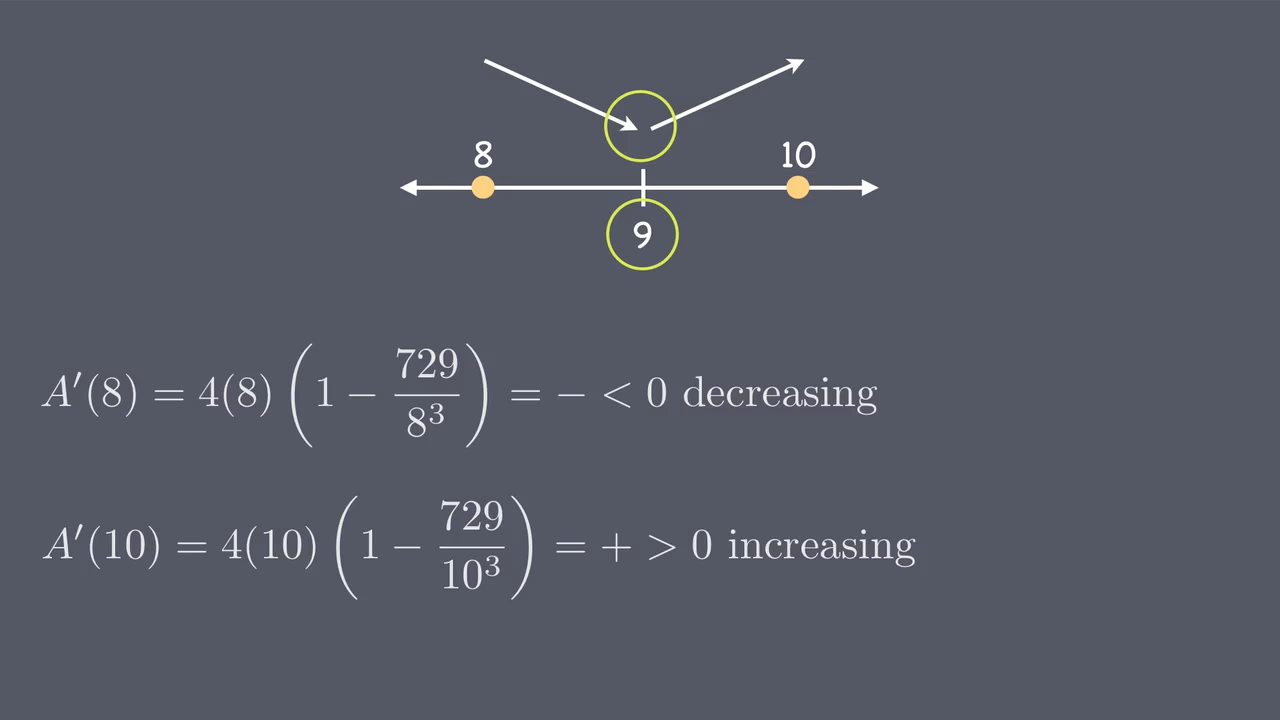 8 10
9
A′(8) = 4(8) (1 − 729/8³) = − < 0 decreasing
A′(10) = 4(10) (1 − 729/10³) = + > 0 increasing